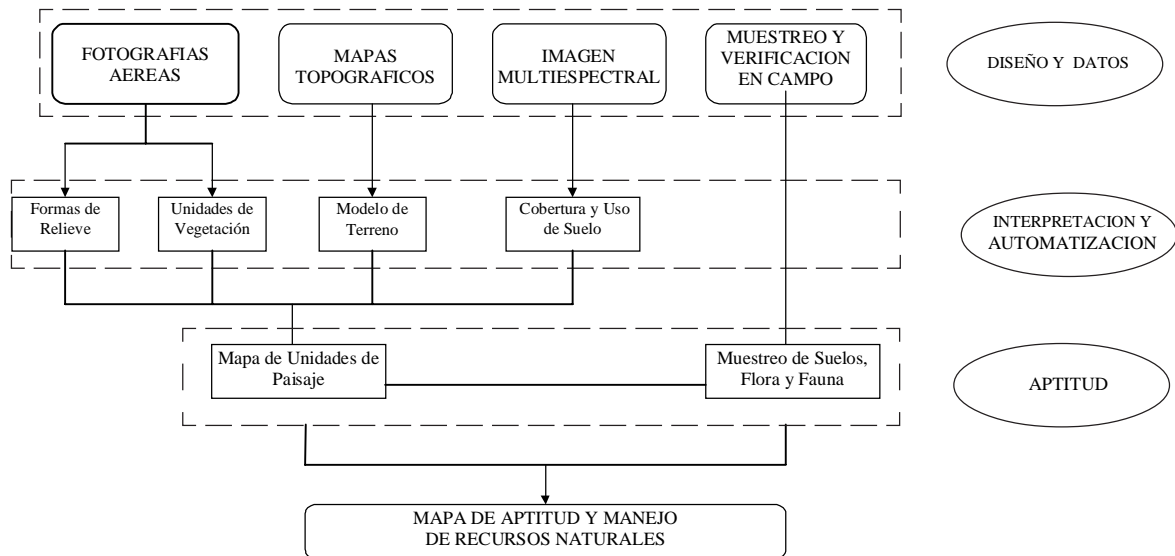 FOTOGRAFIAS
AEREAS
MAPAS
TOPOGRAFICOS
IMAGEN
MULTIESPECTRAL
MUESTREO Y
VERIFICACION
EN CAMPO
DISEÑO Y DATOS
Formas de
Relieve
Unidades de
Vegetación
Modelo de
Terreno
Cobertura y Uso
de Suelo
INTERPRETACION Y
AUTOMATIZACION
Mapa de Unidades de
Paisaje
Muestreo de Suelos,
Flora y Fauna
APTITUD
MAPA DE APTITUD Y MANEJO
DE RECURSOS NATURALES